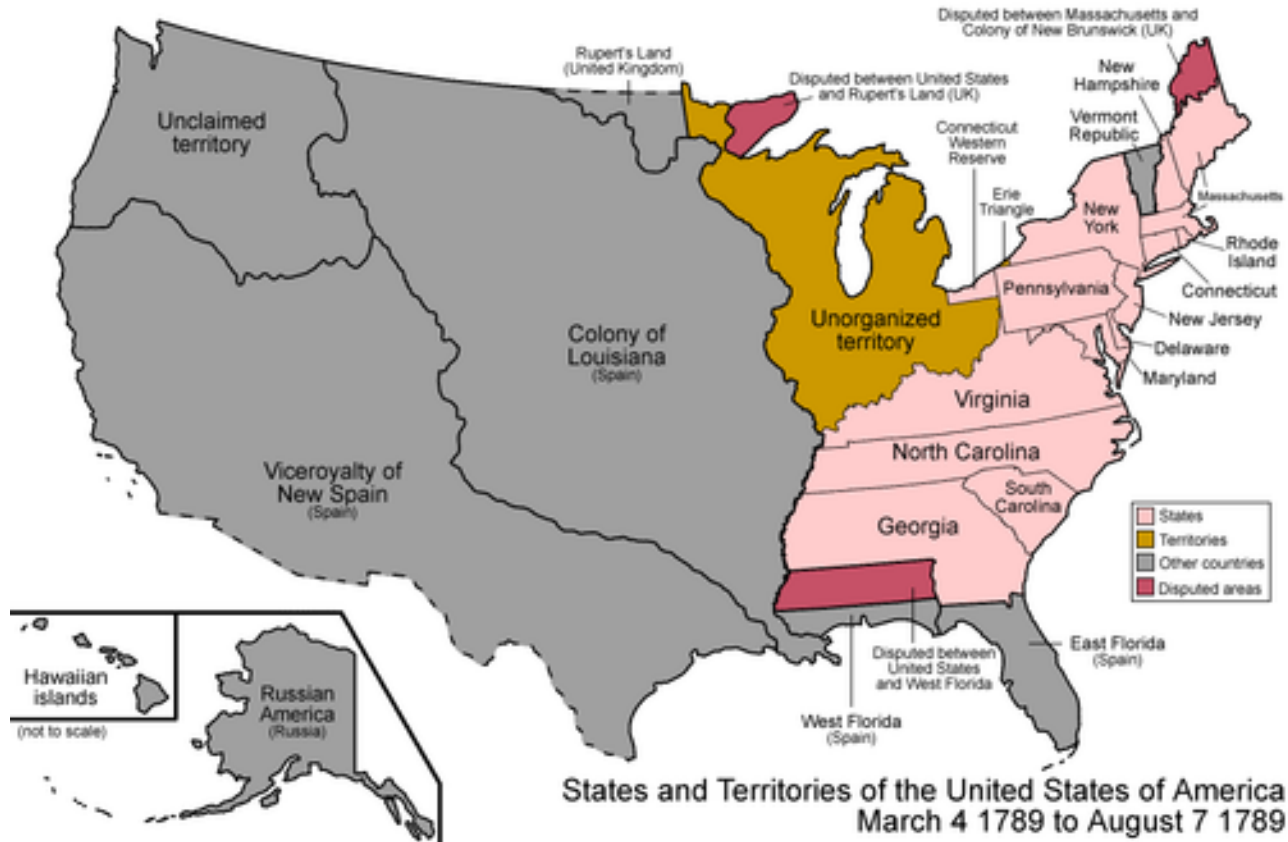 Disputed between Massachusetts and
Colony of New Brunswick (UK)
Rupert's Land
(United Kingdom)
Disputed between United States
and Rupert's Land (UK)
New
Hampshire
Vermont
Republic
Unclaimed
territory
Connecticut
Western
Reserve
Erie
Triangle
New
York
Massachusetts
Rhode
Island
Connecticut
Pennsylvania
New Jersey
Delaware
Maryland
Unorganized
territory
Colony of
Louisiana
(Spain)
Virginia
North Carolina
South
Carolina
Georgia
Viceroyalty of
New Spain
(Spain)
States
Territories
Other countries
Disputed areas
East Florida
(Spain)
Disputed between
United States
and West Florida
West Florida
(Spain)
Hawaiian
islands
(not to scale)
Russian
America
(Russia)
States and Territories of the United States of America
March 4 1789 to August 7 1789